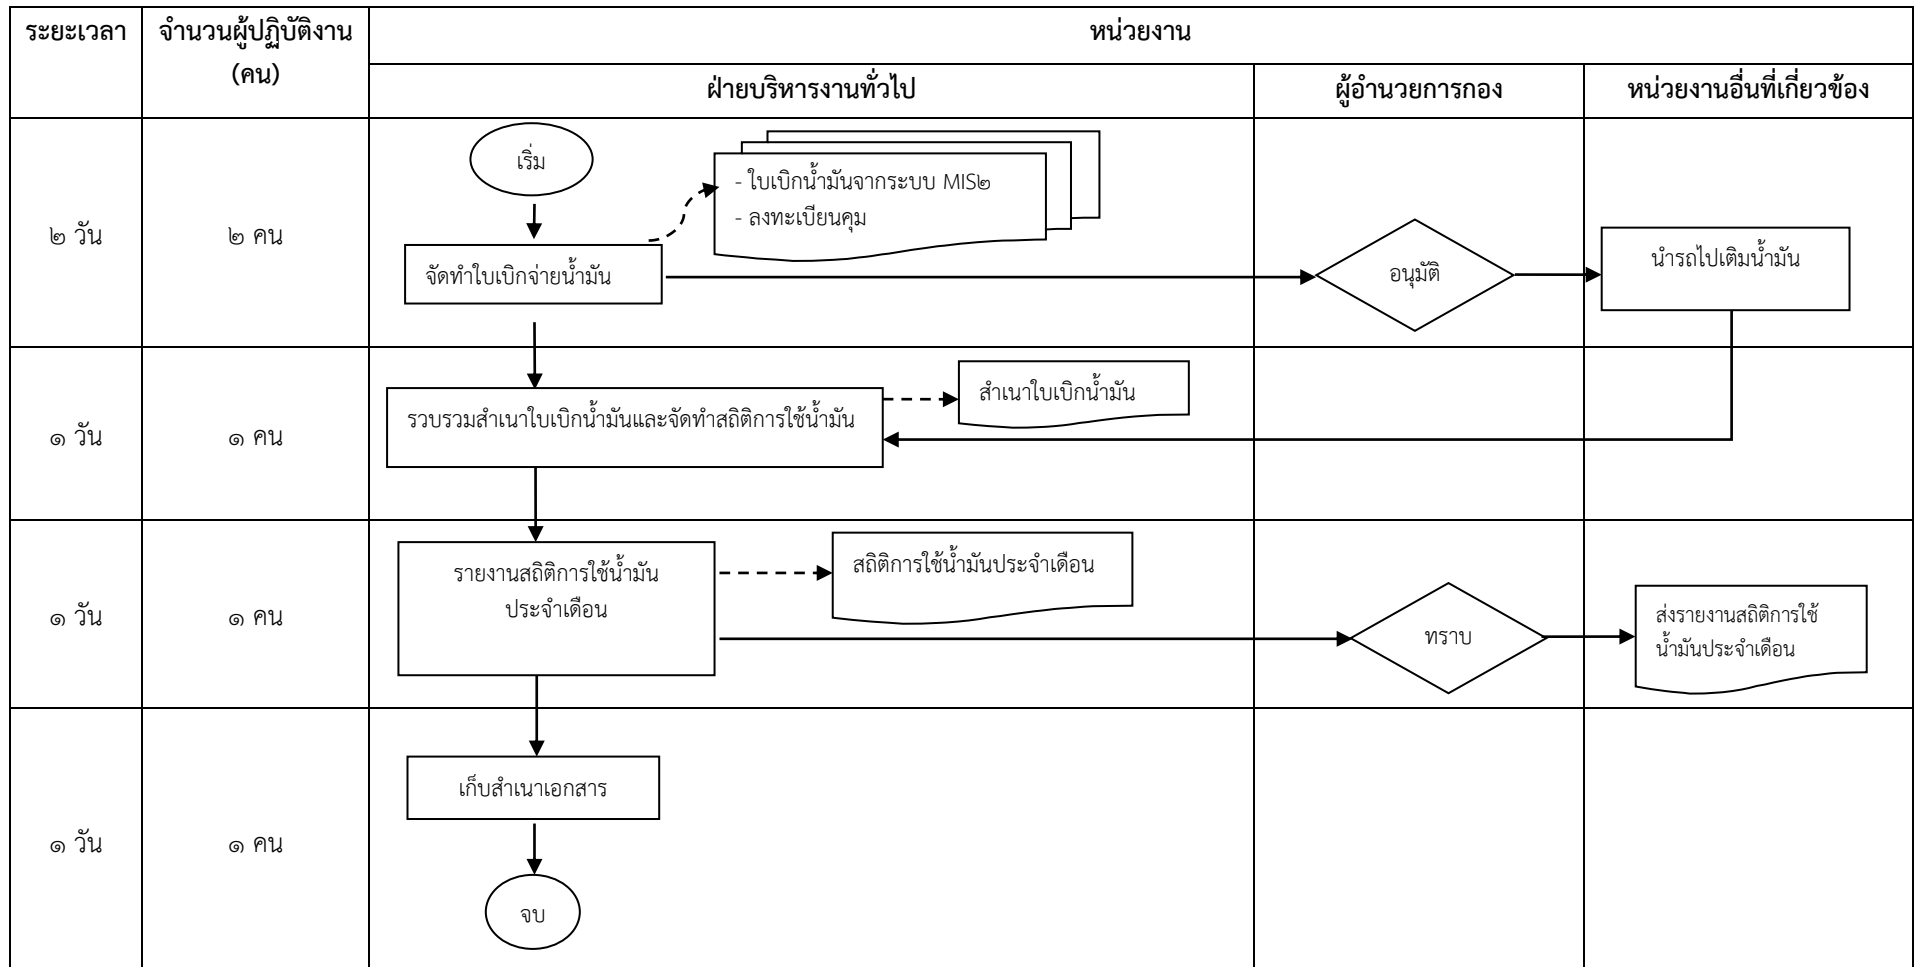 ระยะเวลา
จำนวนผู้ปฏิบัติงาน
(คน)
หน่วยงาน
ฝ่ายบริหารงานทั่วไป
ผู้อำนวยการกอง
หน่วยงานอื่นที่เกี่ยวข้อง
๒ วัน
๒ คน
เริ่ม
- ใบเบิกน้ำมันจากระบบ MIS๒
- ลงทะเบียนคุม
จัดทำใบเบิกจ่ายน้ำมัน
อนุมัติ
นำรถไปเติมน้ำมัน
๑ วัน
๑ คน
รวบรวมสำเนาใบเบิกน้ำมันและจัดทำสถิติการใช้น้ำมัน
สำเนาใบเบิกน้ำมัน
๑ วัน
๑ คน
รายงานสถิติการใช้น้ำมัน
ประจำเดือน
สถิติการใช้น้ำมันประจำเดือน
ทราบ
ส่งรายงานสถิติการใช้
น้ำมันประจำเดือน
๑ วัน
๑ คน
เก็บสำเนาเอกสาร
จบ